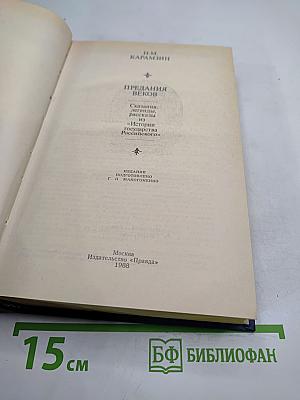 Н.М.
КАРАМЗИН
ПРЕДАНИЯ
ВЕКОВ
Сказания,
легенды,
рассказы
из
«Истории
государства
Российского»
ИЗДАНИЕ
ПОДГОТОВЛЕНО
Г. П. МАКОГОНЕНКО
Москва
Издательство «Правда»
1988
15 СМ
БФ БИБЛИОФАН